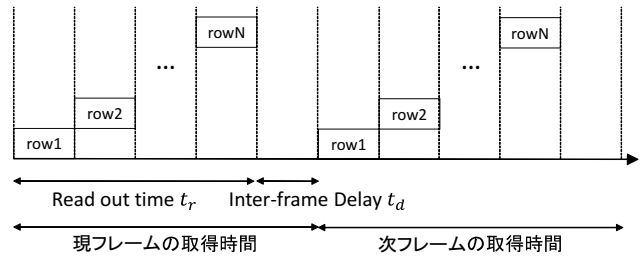 rowN rowN
... ...
row2 row2
row1 row1
Read out time t_r Inter-frame Delay t_d
現フレームの取得時間 次フレームの取得時間